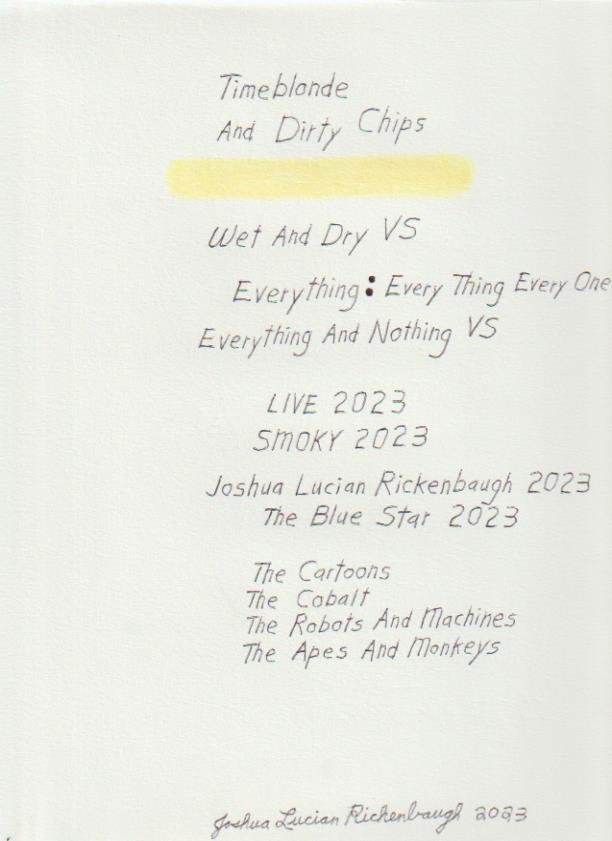 Timeblonde
And Dirty Chips
Wet And Dry VS
Everything: Every Thing Every One
Everything And Nothing VS
LIVE 2023
SMOKY 2023
Joshua Lucian Rickenbaugh 2023
The Blue Star 2023
The Cartoons
The Cobalt
The Robots And Machines
The Apes And Monkeys
Joshua Lucian Rickenbaugh 2023